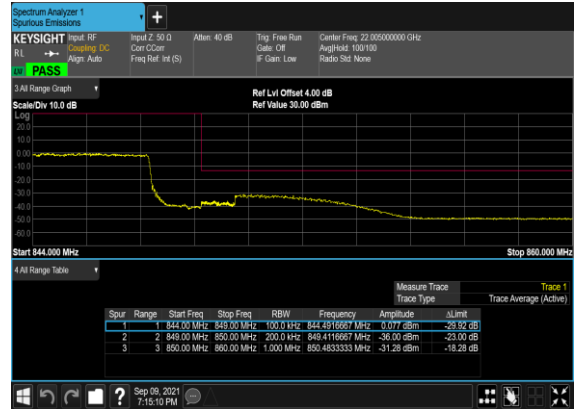 Spectrum Analyzer 1
Spurious Emissions
KEYSIGHT Input: RF Input Z: 50 Ω Atten: 40 dB Trig: Free Run Center Freq: 22.005000000 GHz
RL Coupling: DC Corr CCorr Gate: Off Avg|Hold: 100/100
Align: Auto Freq Ref: Int (S) IF Gain: Low Radio Std: None
PASS
3 All Range Graph Ref Lvl Offset 4.00 dB
Scale/Div 10.0 dB Ref Value 30.00 dBm
Log
20.0
10.0
0.00
-10.0
-20.0
-30.0
-40.0
-50.0
-60.0
Start 844.000 MHz Stop 860.000 MHz
4 All Range Table
Measure Trace Trace 1
Trace Type Trace Average (Active)
Spur Range Start Freq Stop Freq RBW Frequency Amplitude ΔLimit
1 1 844.00 MHz 849.00 MHz 100.0 kHz 844.4916667 MHz 0.077 dBm -29.92 dB
2 2 849.00 MHz 850.00 MHz 200.0 kHz 849.4116667 MHz -36.00 dBm -23.00 dB
3 3 850.00 MHz 860.00 MHz 1.000 MHz 850.4833333 MHz -31.28 dBm -18.28 dB
? Sep 09, 2021
7:15:10 PM